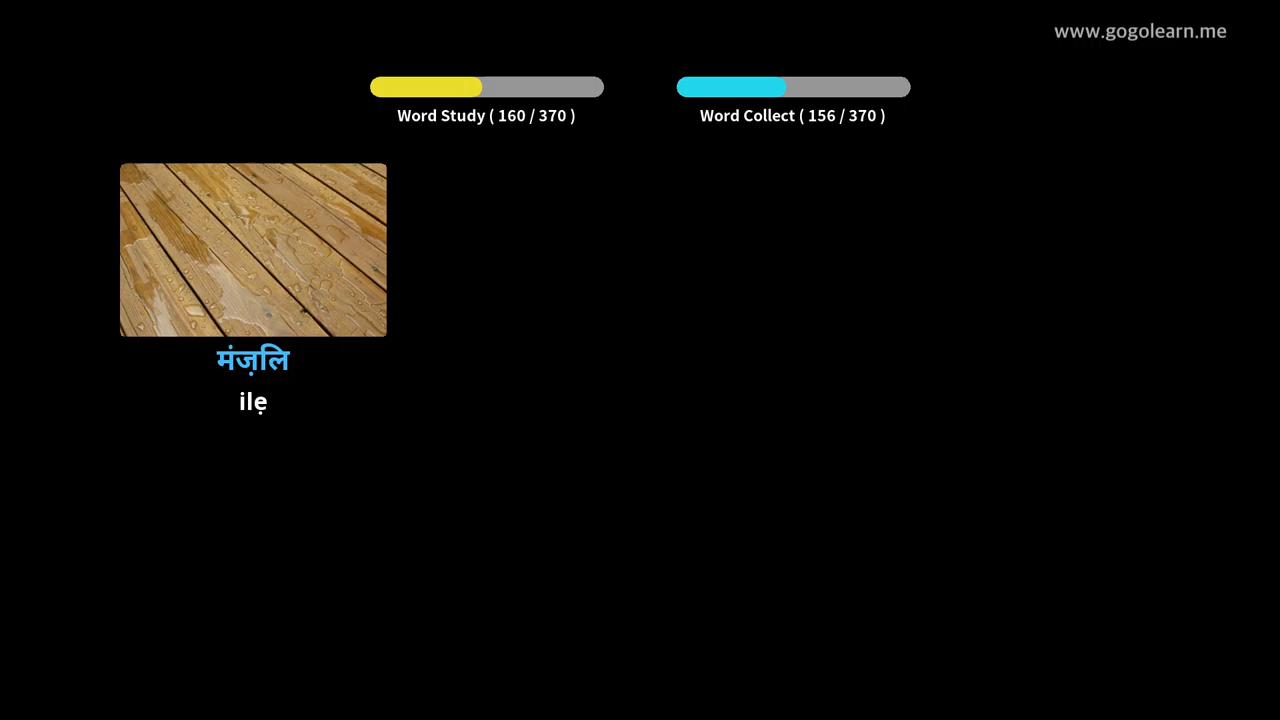 www.gogolearn.me
Word Study ( 160 / 370 )
Word Collect ( 156 / 370 )
मंज़लि
ilẹ